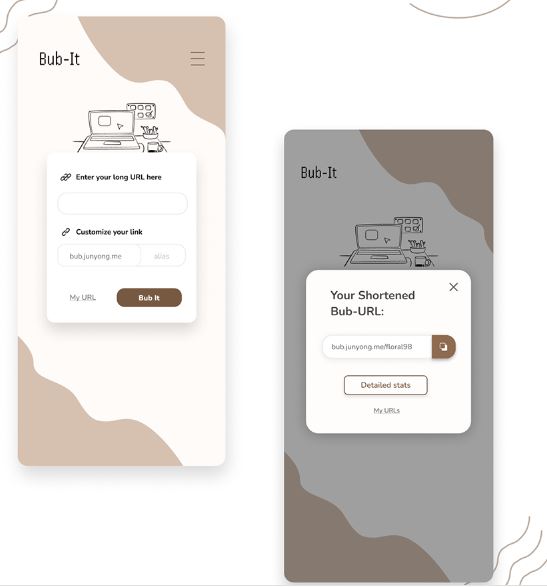 Bub-It
Enter your long URL here
Customize your link
bub.junyong.me
alias
My URL
Bub It
Bub-It
Your Shortened
Bub-URL:
bub.junyong.me/floral98
Detailed stats
My URLs